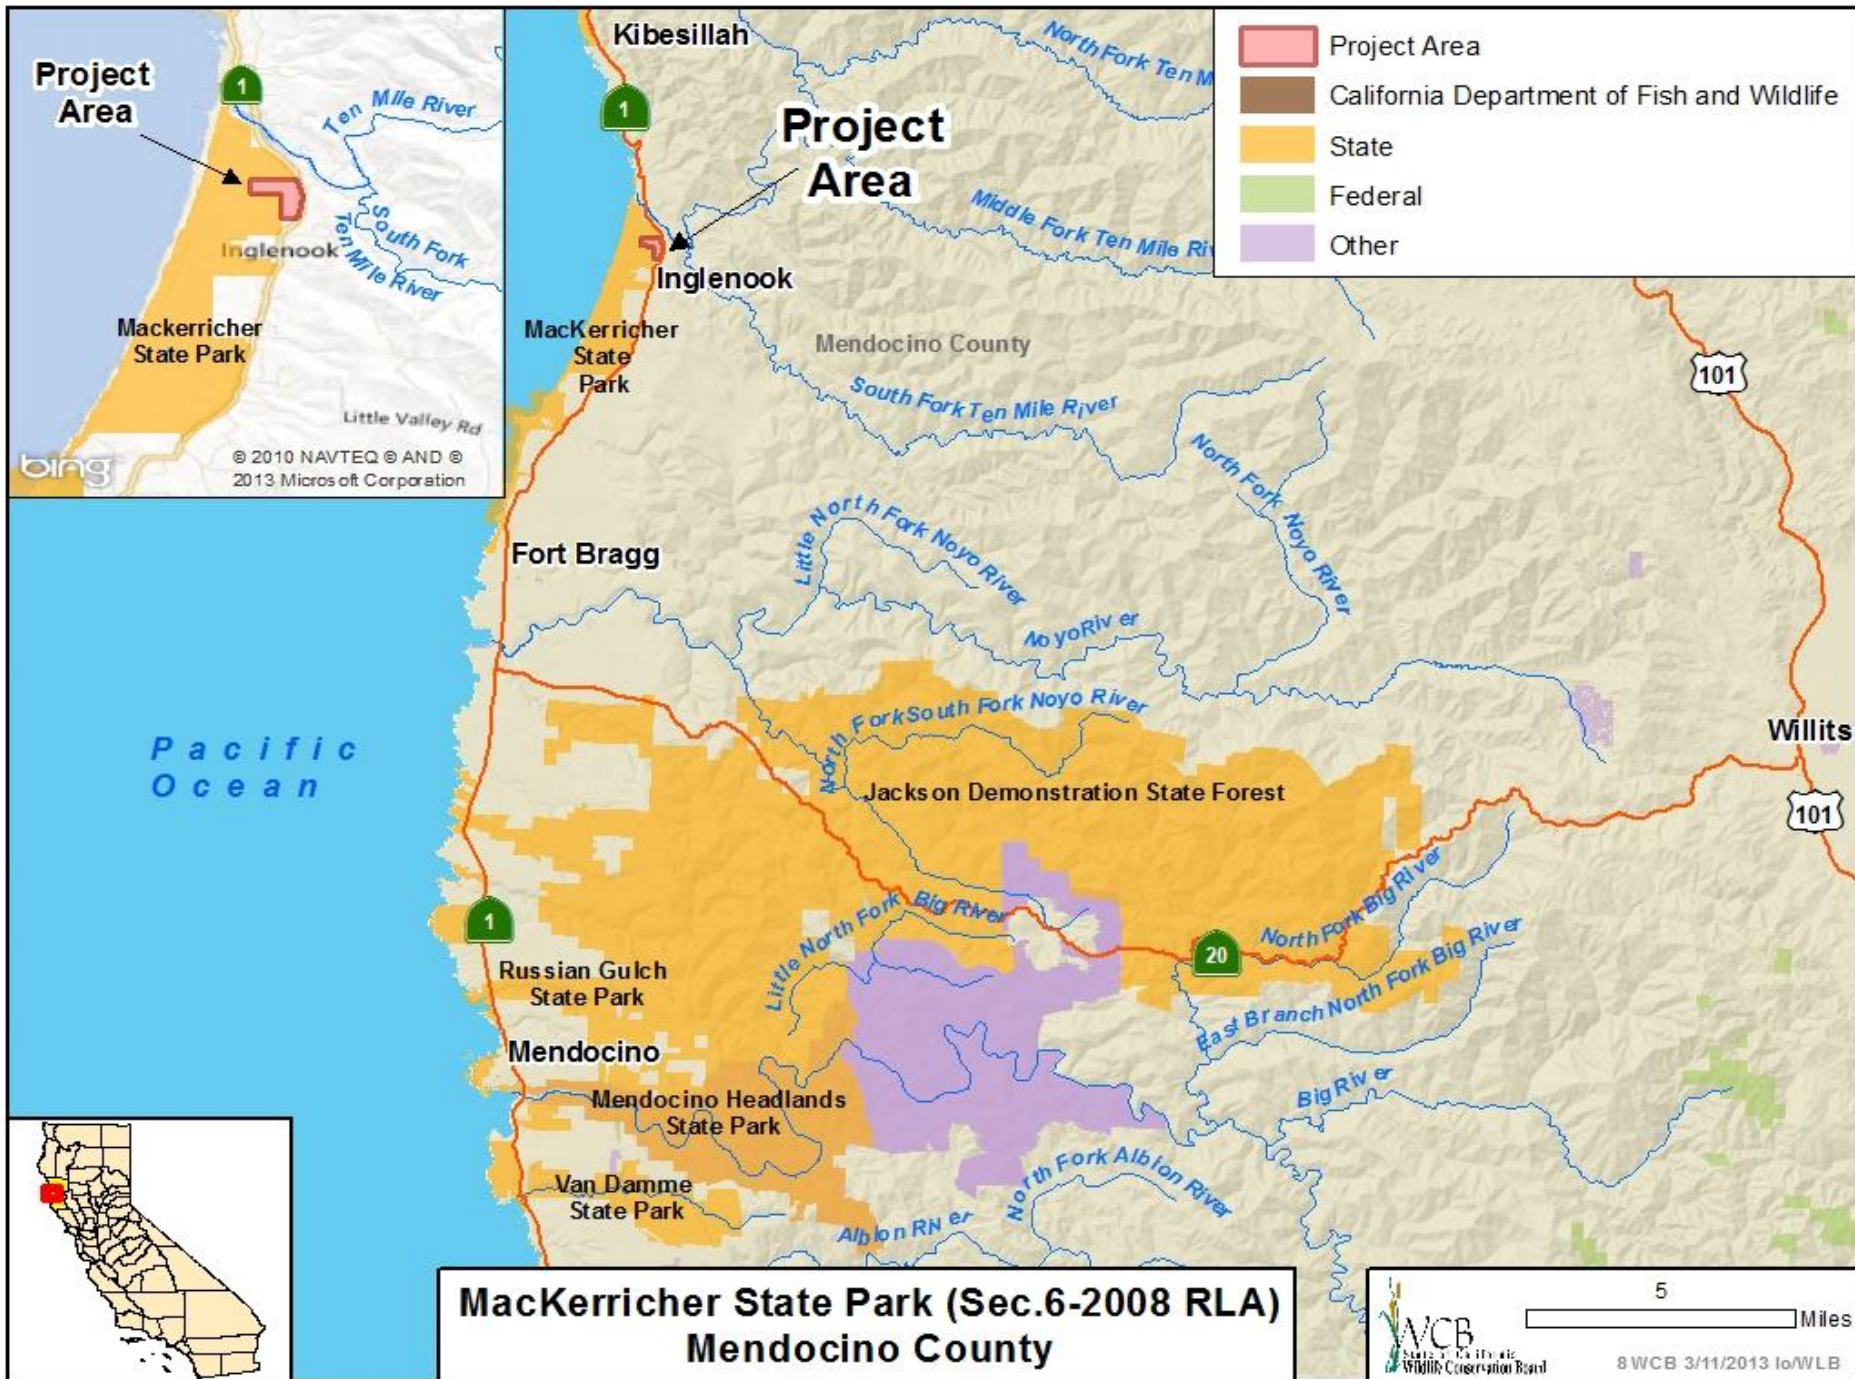 Project
Area
1
Ten Mile River
South Fork
Ten Mile River
Inglenook
Mackerricher
State Park
Little Valley Rd
bing
© 2010 NAVTEQ © AND ©
2013 Microsoft Corporation
Kibesillah
1
Project
Area
North Fork Ten M
Middle Fork Ten Mile Riv
Project Area
California Department of Fish and Wildlife
State
Federal
Other
Inglenook
MacKerricher
State
Park
Mendocino County
101
South Fork Ten Mile River
North Fork Noyo River
Little North Fork Noyo River
Fort Bragg
Noyo River
North Fork South Fork Noyo River
Willits
Pacific
Ocean
Jackson Demonstration State Forest
101
1
Little North Fork Big River
20
North Fork Big River
East Branch North Fork Big River
Russian Gulch
State Park
Mendocino
Mendocino Headlands
State Park
Big River
Van Damme
State Park
North Fork Albion River
Albion River
MacKerricher State Park (Sec.6-2008 RLA)
Mendocino County
5
Miles
WCB
State of California
Wildlife Conservation Board
8 WCB 3/11/2013 lo/WLB